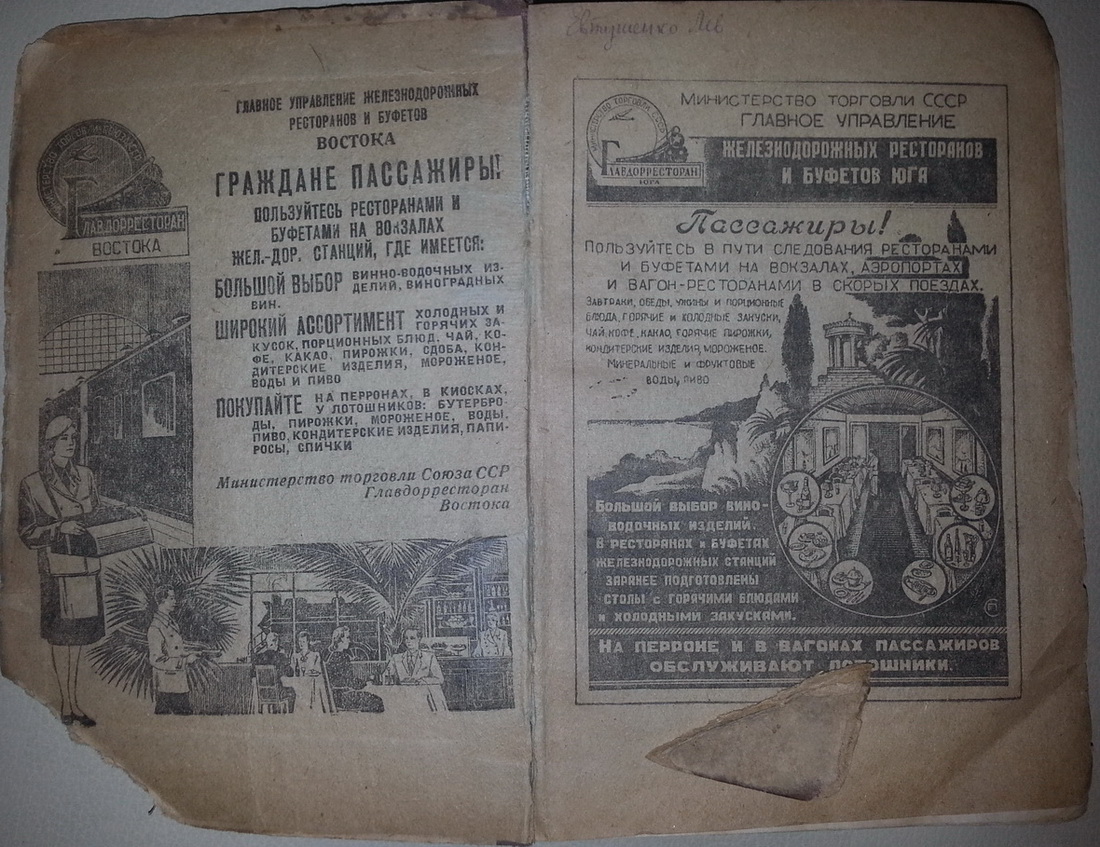 ГЛАВНОЕ УПРАВЛЕНИЕ ЖЕЛЕЗНОДОРОЖНЫХ
РЕСТОРАНОВ И БУФЕТОВ
ВОСТОКА
ГЛАВДОРРЕСТОРАН
ВОСТОКА
ГРАЖДАНЕ ПАССАЖИРЫ!
ПОЛЬЗУЙТЕСЬ РЕСТОРАНАМИ И
БУФЕТАМИ НА ВОКЗАЛАХ
ЖЕЛ.-ДОР. СТАНЦИЙ, ГДЕ ИМЕЕТСЯ:
БОЛЬШОЙ ВЫБОР ВИННО-ВОДОЧНЫХ ИЗ-
ДЕЛИЙ, ВИНОГРАДНЫХ
ВИН.
ШИРОКИЙ АССОРТИМЕНТ ХОЛОДНЫХ И
ГОРЯЧИХ ЗА-
КУСОК, ПОРЦИОННЫХ БЛЮД. ЧАЙ, КО-
ФЕ, КАКАО, ПИРОЖКИ, СДОБА, КОН-
ДИТЕРСКИЕ ИЗДЕЛИЯ, МОРОЖЕНОЕ,
ВОДЫ И ПИВО
ПОКУПАЙТЕ НА ПЕРРОНАХ, В КИОСКАХ,
У ЛОТОШНИКОВ: БУТЕРБРО-
ДЫ, ПИРОЖКИ, МОРОЖЕНОЕ, ВОДЫ,
ПИВО, КОНДИТЕРСКИЕ ИЗДЕЛИЯ, ПАПИ-
РОСЫ, СПИЧКИ
Министерство торговли Союза ССР
Главдорресторан
Востока
Евтушенко Лев
МИНИСТЕРСТВО ТОРГОВЛИ СССР
ГЛАВДОРРЕСТОРАН
ЮГА
МИНИСТЕРСТВО ТОРГОВЛИ СССР
ГЛАВНОЕ УПРАВЛЕНИЕ
ЖЕЛЕЗНОДОРОЖНЫХ РЕСТОРАНОВ
И БУФЕТОВ ЮГА
Пассажиры!
ПОЛЬЗУЙТЕСЬ В ПУТИ СЛЕДОВАНИЯ РЕСТОРАНАМИ
И БУФЕТАМИ НА ВОКЗАЛАХ, АЭРОПОРТАХ
И ВАГОН-РЕСТОРАНАМИ В СКОРЫХ ПОЕЗДАХ.
ЗАВТРАКИ, ОБЕДЫ, УЖИНЫ И ПОРЦИОННЫЕ
БЛЮДА, ГОРЯЧИЕ И ХОЛОДНЫЕ ЗАКУСКИ,
ЧАЙ, КОФЕ, КАКАО, ГОРЯЧИЕ ПИРОЖКИ,
КОНДИТЕРСКИЕ ИЗДЕЛИЯ, МОРОЖЕНОЕ.
МИНЕРАЛЬНЫЕ И ФРУКТОВЫЕ
ВОДЫ, ПИВО
БОЛЬШОЙ ВЫБОР ВИНО-
ВОДОЧНЫХ ИЗДЕЛИЙ.
В РЕСТОРАНАХ И БУФЕТАХ
ЖЕЛЕЗНОДОРОЖНЫХ СТАНЦИЙ
ЗАРАНЕЕ ПОДГОТОВЛЕНЫ
СТОЛЫ С ГОРЯЧИМИ БЛЮДАМИ
И ХОЛОДНЫМИ ЗАКУСКАМИ.
НА ПЕРРОНЕ И В ВАГОНАХ ПАССАЖИРОВ
ОБСЛУЖИВАЮТ ЛОТОШНИКИ.